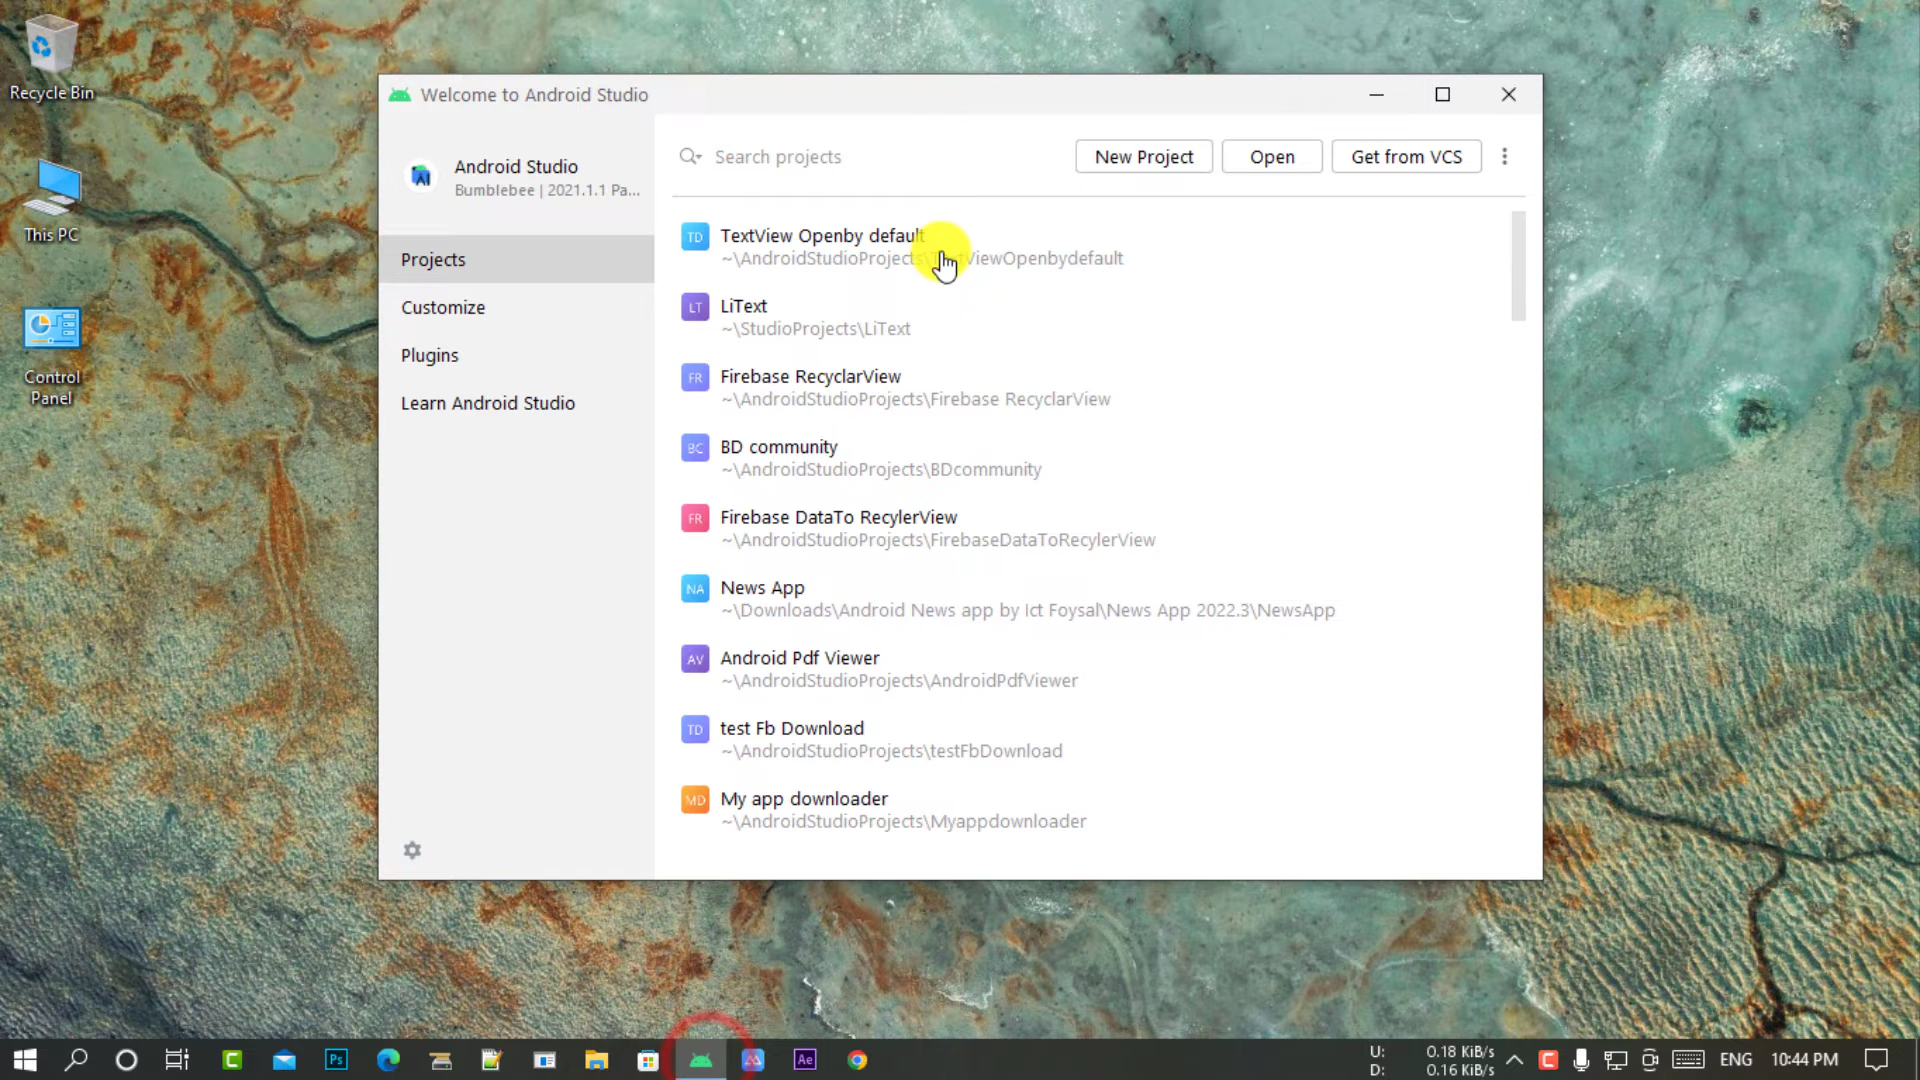 Recycle Bin
This PC
Control
Panel
Welcome to Android Studio
Android Studio
Bumblebee | 2021.1.1 Pa...
Projects
Customize
Plugins
Learn Android Studio
Search projects
New Project
Open
Get from VCS
TD
TextView Openby default
~\AndroidStudioProjects\TextViewOpenbydefault
LT
LiText
~\StudioProjects\LiText
FR
Firebase RecyclarView
~\AndroidStudioProjects\Firebase RecyclarView
BC
BD community
~\AndroidStudioProjects\BDcommunity
FR
Firebase DataTo RecylerView
~\AndroidStudioProjects\FirebaseDataToRecylerView
NA
News App
~\Downloads\Android News app by Ict Foysal\News App 2022.3\NewsApp
AV
Android Pdf Viewer
~\AndroidStudioProjects\AndroidPdfViewer
TD
test Fb Download
~\AndroidStudioProjects\testFbDownload
MD
My app downloader
~\AndroidStudioProjects\Myappdownloader
C
Ps
Ae
U: 0.18 KiB/s
D: 0.16 KiB/s
C
ENG
10:44 PM